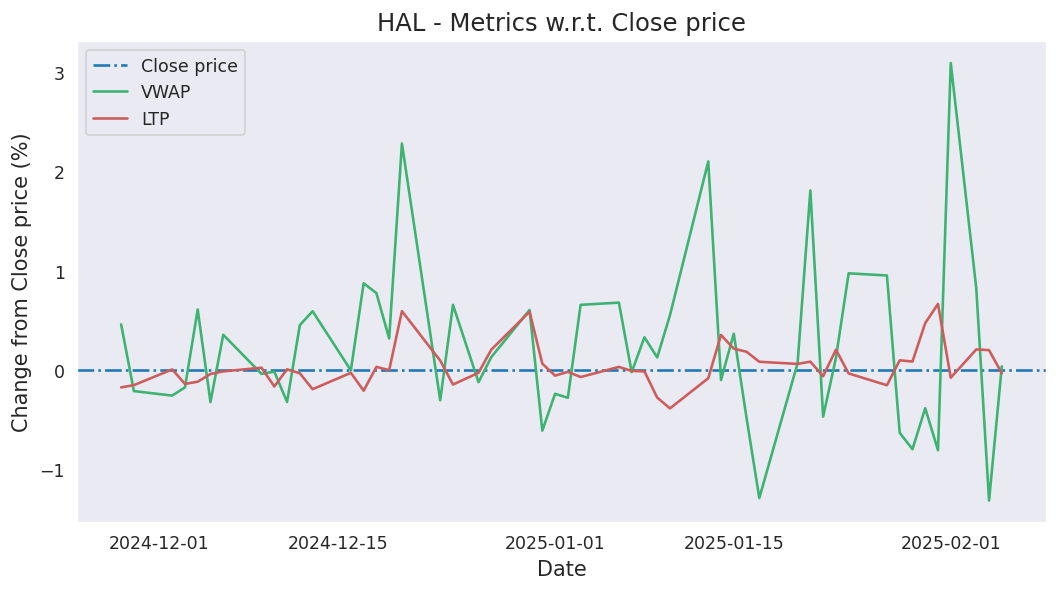 HAL - Metrics w.r.t. Close price
Close price
VWAP
LTP
Change from Close price (%)
3
2
1
0
−1
2024-12-01
2024-12-15
2025-01-01
2025-01-15
2025-02-01
Date